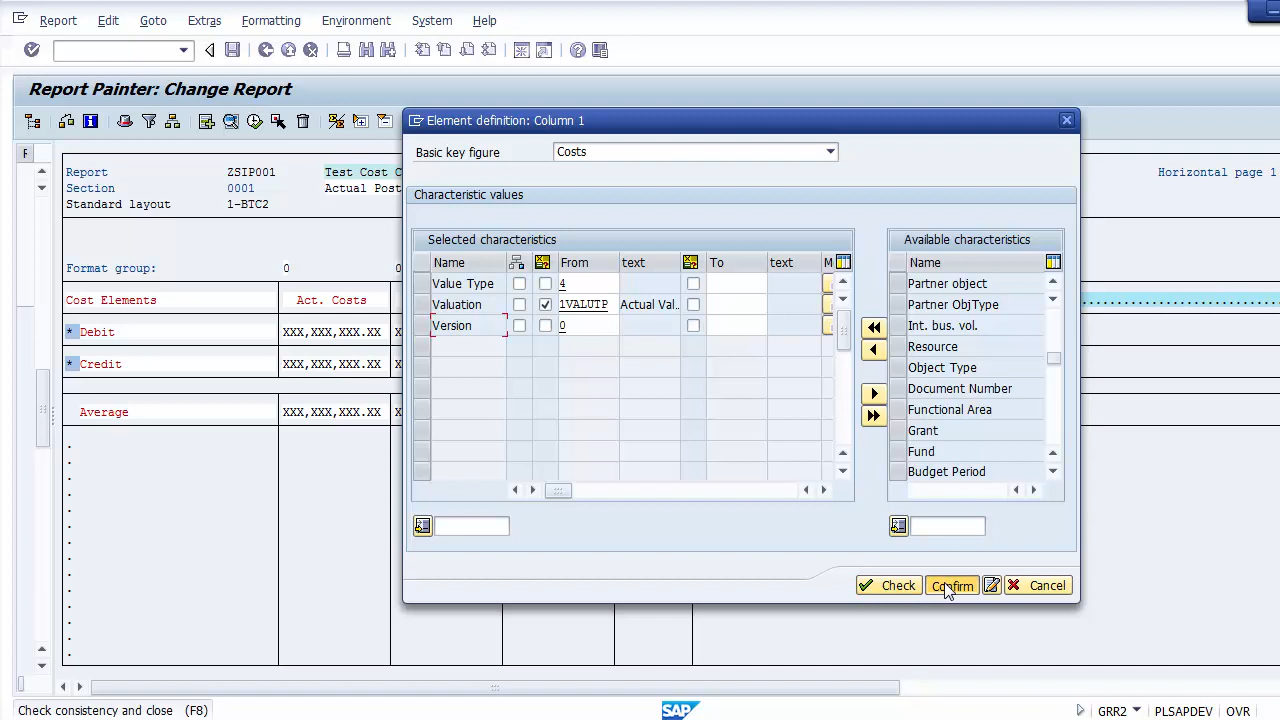 Report Edit Goto Extras Formatting Environment System Help
Report Painter: Change Report
F
Report ZSIP001 Test Cost C
Section 0001 Actual Post
Standard layout 1-BTC2
Horizontal page 1
Format group: 0 0
Cost Elements Act. Costs
* Debit XXX,XXX,XXX.XX X
* Credit XXX,XXX,XXX.XX X
Average XXX,XXX,XXX.XX X
Element definition: Column 1
Basic key figure Costs
Characteristic values
Selected characteristics
Name From text To text M
Value Type 4
Valuation 1VALUTP Actual Val..
Version 0
Available characteristics
Name
Partner object
Partner ObjType
Int. bus. vol.
Resource
Object Type
Document Number
Functional Area
Grant
Fund
Budget Period
Check Confirm Cancel
Check consistency and close (F8)
SAP
GRR2 PLSAPDEV OVR